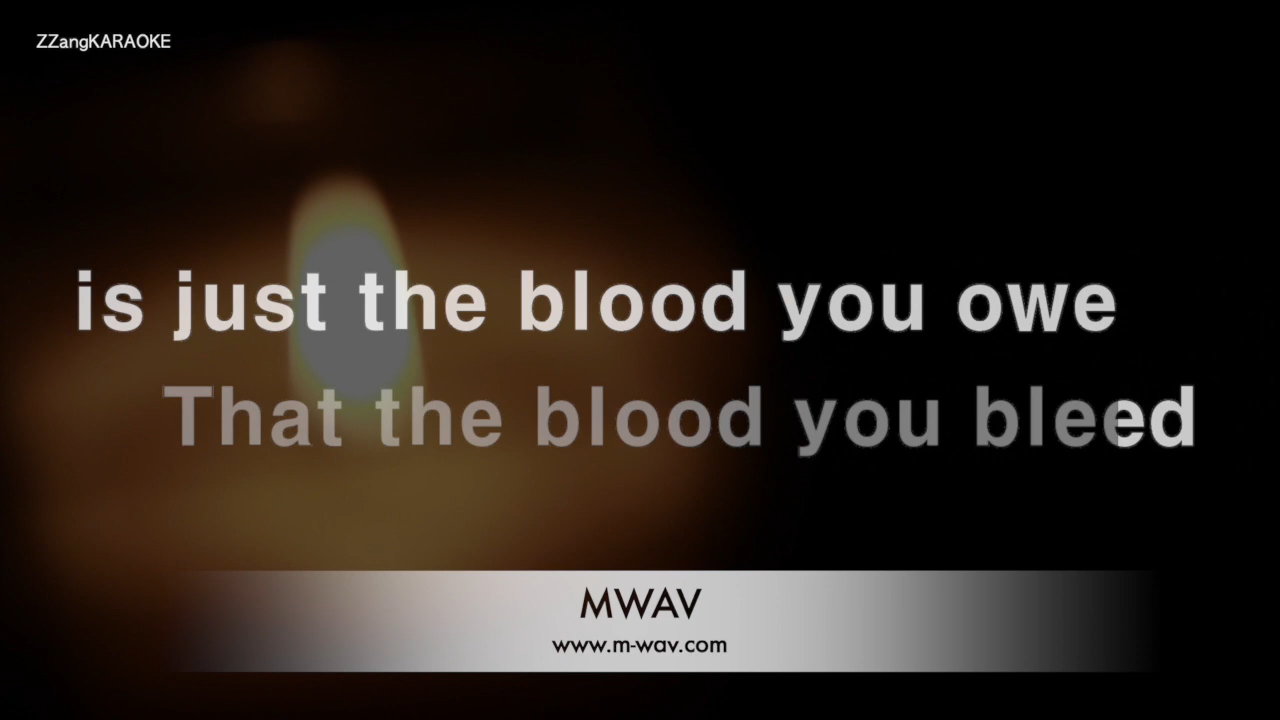 ZZangKARAOKE
is just the blood you owe
That the blood you bleed
MWAV
www.m-wav.com